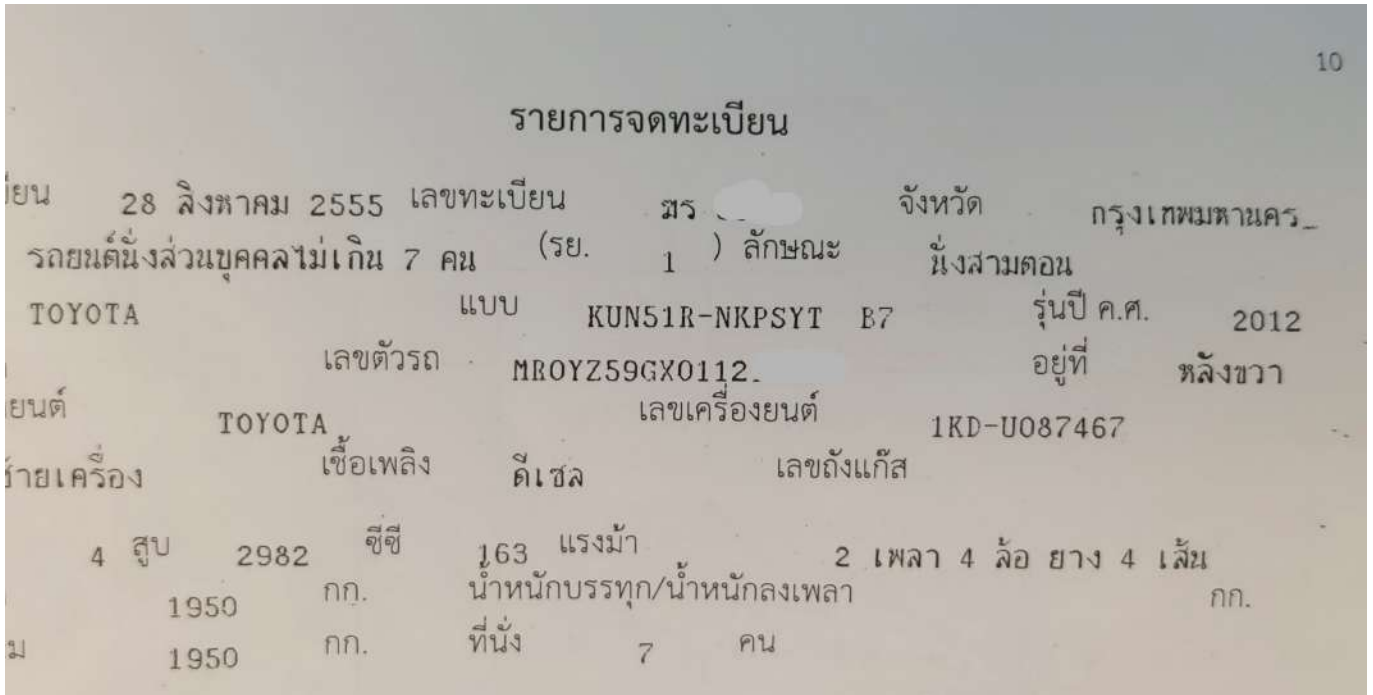 10
รายการจดทะเบียน
28 สิงหาคม 2555 เลขทะเบียน ฆร จังหวัด กรุงเทพมหานคร
รถยนต์นั่งส่วนบุคคลไม่เกิน 7 คน (รย. 1 ) ลักษณะ นั่งสามตอน
TOYOTA แบบ KUN51R-NKPSYT B7 รุ่นปี ค.ศ. 2012
เลขตัวรถ MR0YZ59GX0112 อยู่ที่ หลังขวา
ยนต์ TOYOTA เลขเครื่องยนต์ 1KD-U087467
ซ้ายเครื่อง เชื้อเพลิง ดีเซล เลขถังแก๊ส
4 สูบ 2982 ซีซี 163 แรงม้า 2 เพลา 4 ล้อ ยาง 4 เส้น
1950 กก. น้ำหนักบรรทุก/น้ำหนักลงเพลา กก.
ม 1950 กก. ที่นั่ง 7 คน